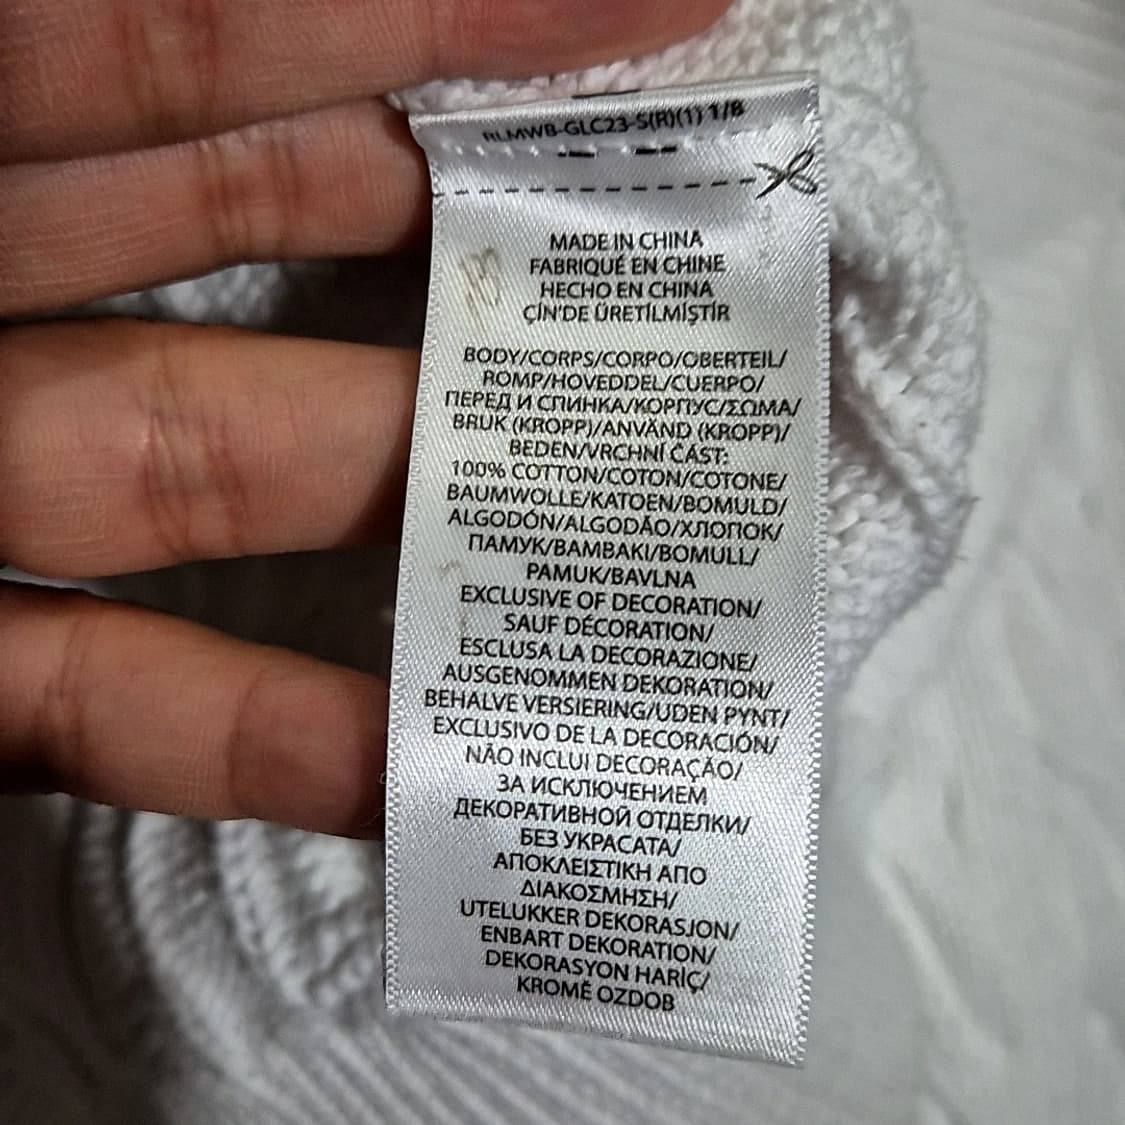 RLMWB-GLC23-S(R)(1) 1/8
MADE IN CHINA
FABRIQUÉ EN CHINE
HECHO EN CHINA
ÇİN'DE ÜRETİLMİŞTİR
BODY/CORPS/CORPO/OBERTEIL/
ROMP/HOVEDDEL/CUERPO/
ПЕРЕД И СПИНКА/КОРПУС/ΣΩΜΑ/
BRUK (KROPP)/ANVÄND (KROPP)/
BEDEN/VRCHNÍ ČÁST:
100% COTTON/COTON/COTONE/
BAUMWOLLE/KATOEN/BOMULD/
ALGODÓN/ALGODÃO/ХЛОПОК/
ПАМУК/ΒΑΜΒΑΚΙ/BOMULL/
PAMUK/BAVLNA
EXCLUSIVE OF DECORATION/
SAUF DÉCORATION/
ESCLUSA LA DECORAZIONE/
AUSGENOMMEN DEKORATION/
BEHALVE VERSIERING/UDEN PYNT/
EXCLUSIVO DE LA DECORACIÓN/
NÃO INCLUI DECORAÇÃO/
ЗА ИСКЛЮЧЕНИЕМ
ДЕКОРАТИВНОЙ ОТДЕЛКИ/
БЕЗ УКРАСАТА/
ΑΠΟΚΛΕΙΣΤΙΚΗ ΑΠΟ
ΔΙΑΚΟΣΜΗΣΗ/
UTELUKKER DEKORASJON/
ENBART DEKORATION/
DEKORASYON HARİÇ/
KROMĚ OZDOB